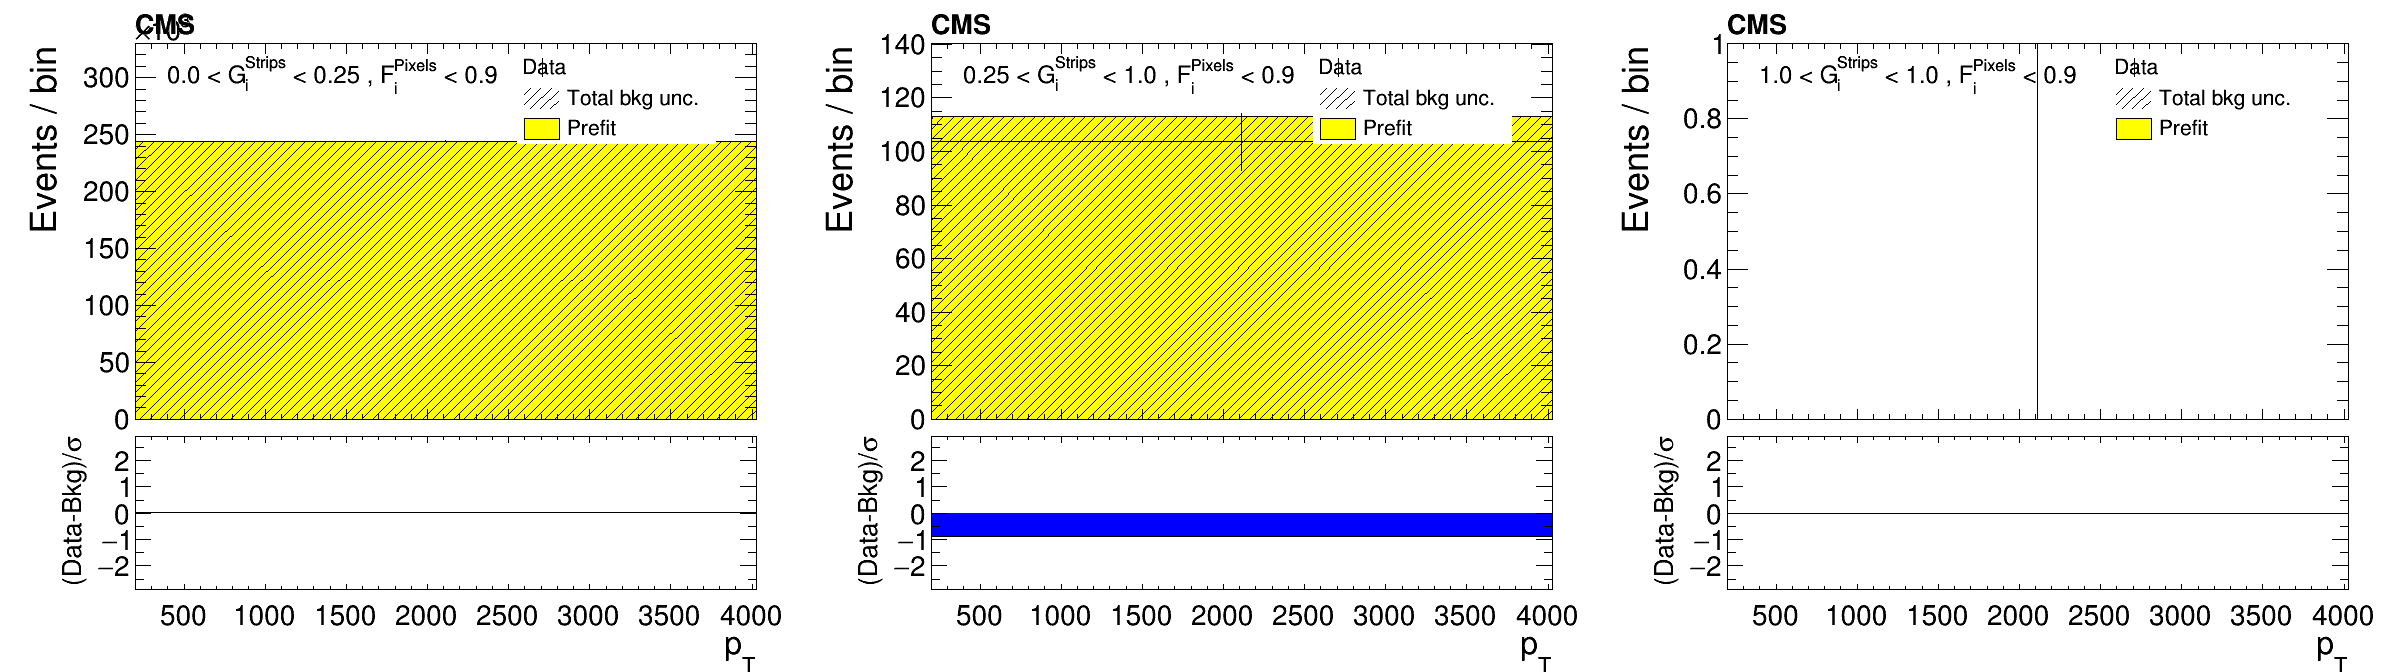 CMS
×10³
Events / bin
0.0 < G_i^Strips < 0.25 , F_i^Pixels < 0.9
Data
Total bkg unc.
Prefit
300
250
200
150
100
50
0
(Data-Bkg)/σ
2
1
0
−1
−2
500 1000 1500 2000 2500 3000 3500 4000
p_T
CMS
Events / bin
0.25 < G_i^Strips < 1.0 , F_i^Pixels < 0.9
Data
Total bkg unc.
Prefit
140
120
100
80
60
40
20
0
(Data-Bkg)/σ
2
1
0
−1
−2
500 1000 1500 2000 2500 3000 3500 4000
p_T
CMS
Events / bin
1.0 < G_i^Strips < 1.0 , F_i^Pixels < 0.9
Data
Total bkg unc.
Prefit
1
0.8
0.6
0.4
0.2
0
(Data-Bkg)/σ
2
1
0
−1
−2
500 1000 1500 2000 2500 3000 3500 4000
p_T